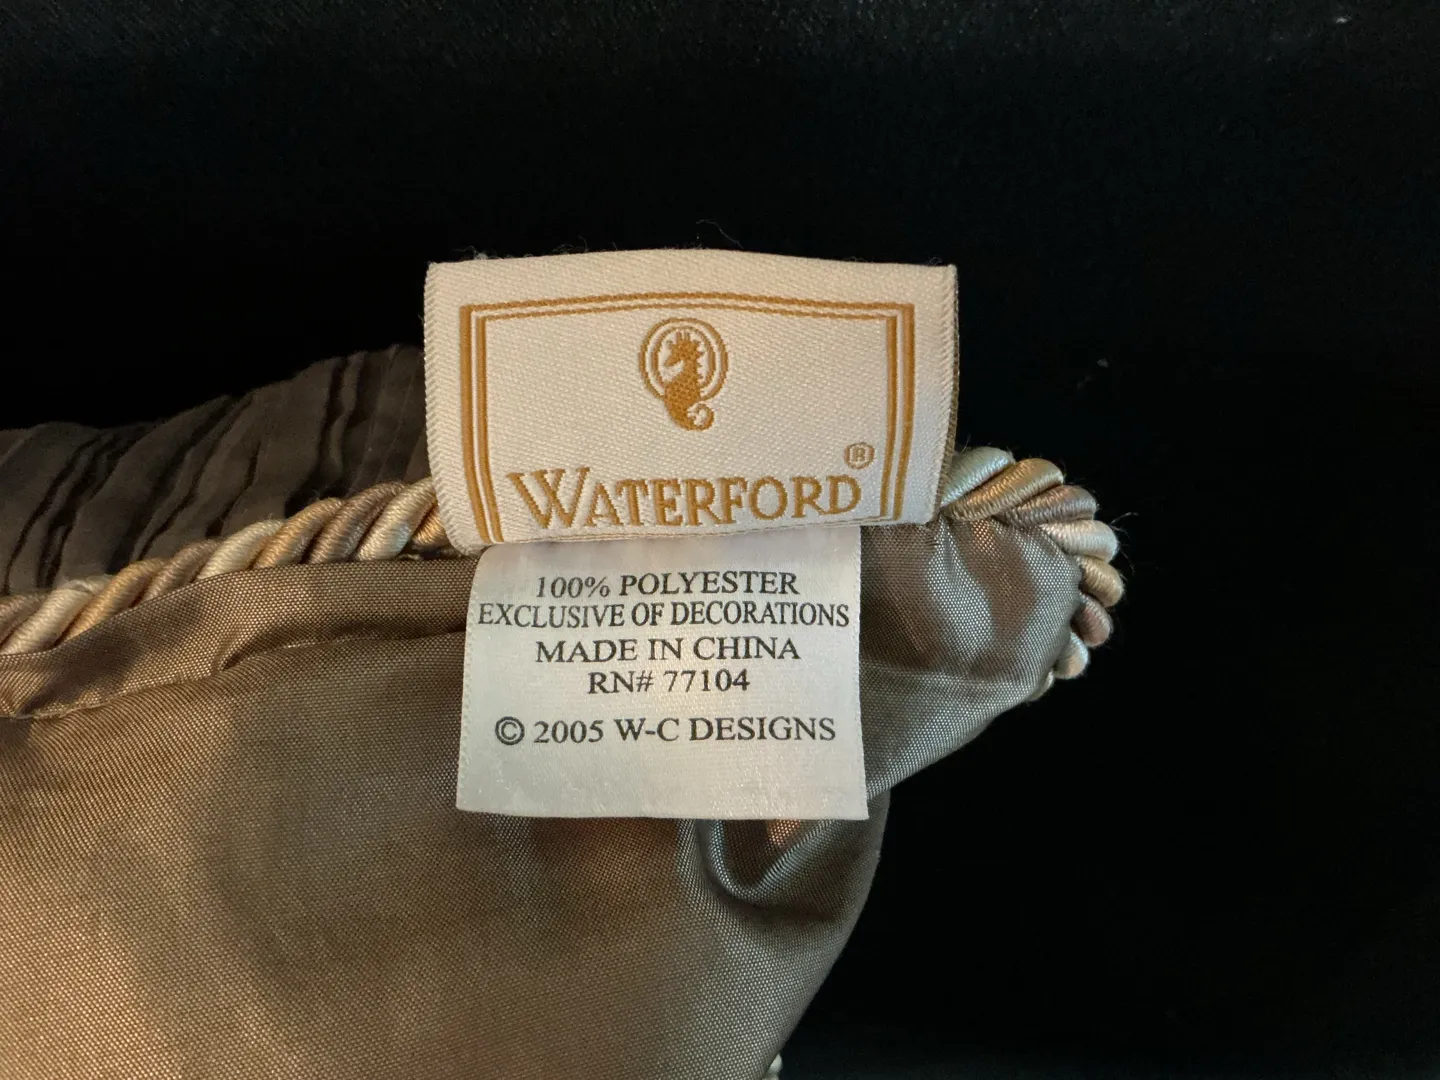 WATERFORD®
100% POLYESTER
EXCLUSIVE OF DECORATIONS
MADE IN CHINA
RN# 77104
© 2005 W-C DESIGNS